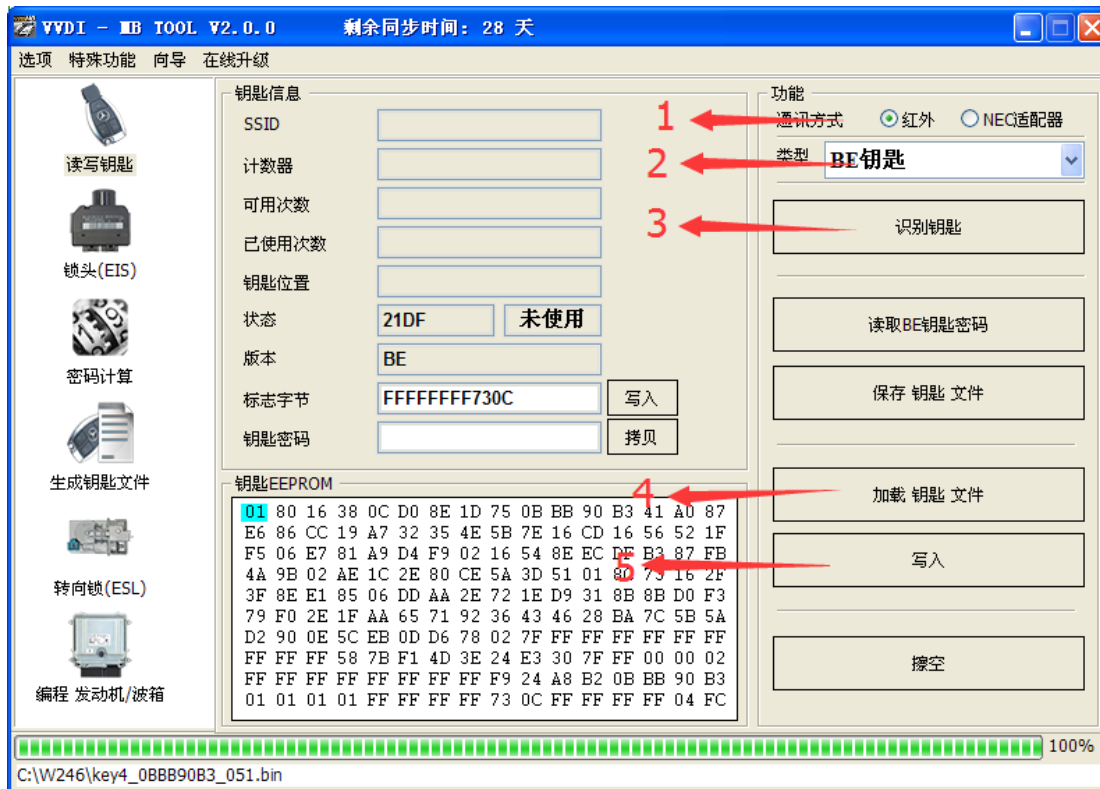 VVDI - MB TOOL V2.0.0 剩余同步时间: 28 天
选项 特殊功能 向导 在线升级
读写钥匙
锁头(EIS)
密码计算
生成钥匙文件
转向锁(ESL)
编程 发动机/波箱
钥匙信息
SSID
计数器
可用次数
已使用次数
钥匙位置
状态 21DF 未使用
版本 BE
标志字节 FFFFFFFF730C 写入
钥匙密码 拷贝
钥匙EEPROM
01 80 16 38 0C D0 8E 1D 75 0B BB 90 B3 41 A0 87
E6 86 CC 19 A7 32 35 4E 5B 7E 16 CD 16 56 52 1F
F5 06 E7 81 A9 D4 F9 02 16 54 8E EC DF B3 87 FB
4A 9B 02 AE 1C 2E 80 CE 5A 3D 51 01 80 73 16 2F
3F 8E E1 85 06 DD AA 2E 72 1E D9 31 8B 8B D0 F3
79 F0 2E 1F AA 65 71 92 36 43 46 28 BA 7C 5B 5A
D2 90 0E 5C EB 0D D6 78 02 7F FF FF FF FF FF FF
FF FF FF 58 7B F1 4D 3E 24 E3 30 7F FF 00 00 02
FF FF FF FF FF FF FF FF F9 24 A8 B2 0B BB 90 B3
01 01 01 01 FF FF FF FF 73 0C FF FF FF FF 04 FC
功能
1 通讯方式 红外 NEC适配器
2 类型 BE钥匙
3 识别钥匙
读取BE钥匙密码
保存 钥匙 文件
4 加载 钥匙 文件
5 写入
擦空
100%
C:\W246\key4_0BBB90B3_051.bin